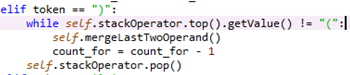 elif token == ")":
while self.stackOperator.top().getValue() != "(":
self.mergeLastTwoOperand()
count_for = count_for - 1
self.stackOperator.pop()